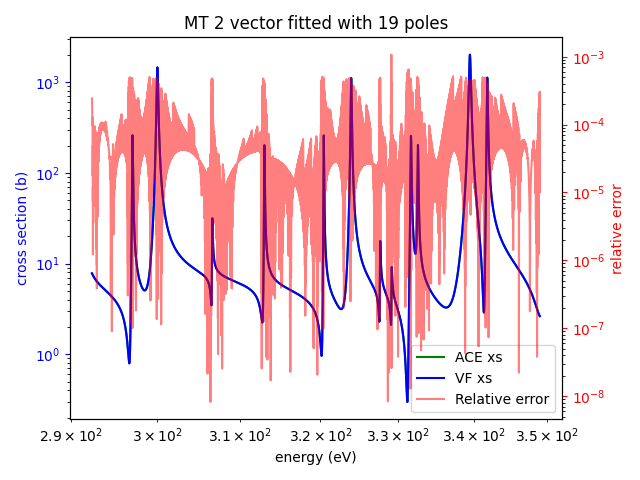 MT 2 vector fitted with 19 poles
cross section (b)
10³
10²
10¹
10⁰
10⁻³
10⁻⁴
10⁻⁵
10⁻⁶
10⁻⁷
10⁻⁸
relative error
ACE xs
VF xs
Relative error
2.9 × 10² 3 × 10² 3.1 × 10² 3.2 × 10² 3.3 × 10² 3.4 × 10² 3.5 × 10²
energy (eV)